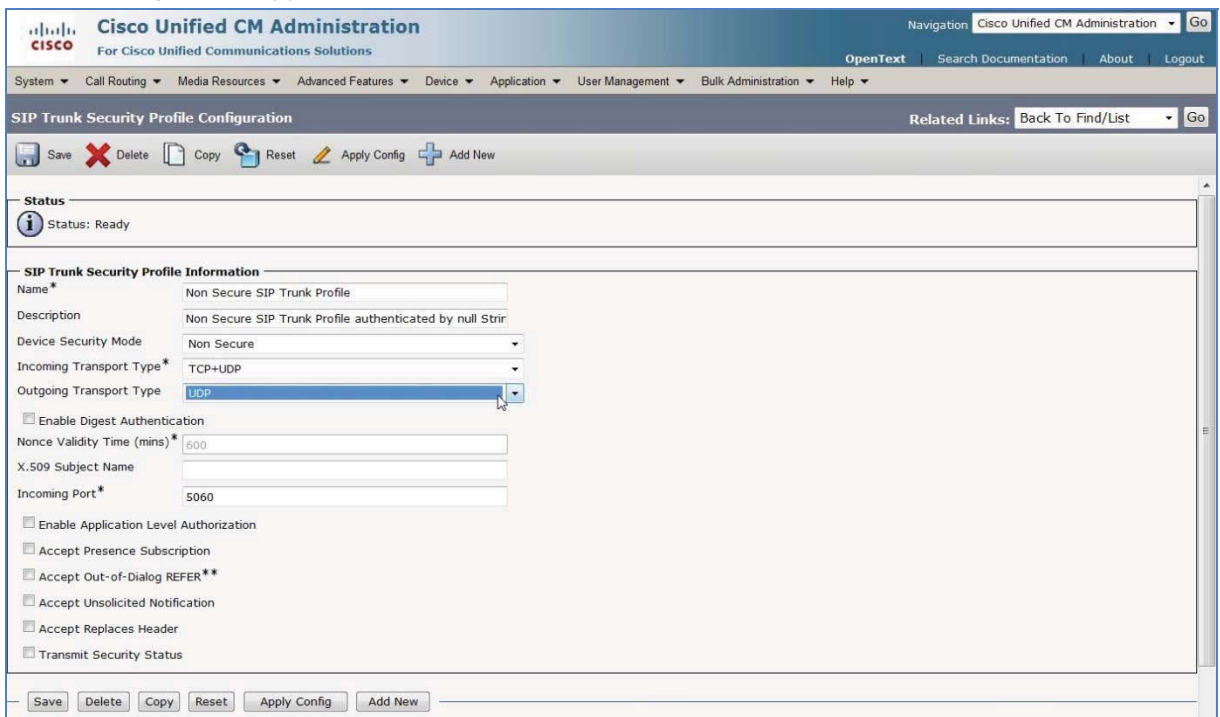 Cisco Unified CM Administration
Navigation Cisco Unified CM Administration Go
CISCO
For Cisco Unified Communications Solutions
OpenText Search Documentation About Logout
System Call Routing Media Resources Advanced Features Device Application User Management Bulk Administration Help
SIP Trunk Security Profile Configuration
Related Links: Back To Find/List Go
Save Delete Copy Reset Apply Config Add New
Status
Status: Ready
SIP Trunk Security Profile Information
Name* Non Secure SIP Trunk Profile
Description Non Secure SIP Trunk Profile authenticated by null Strin
Device Security Mode Non Secure
Incoming Transport Type* TCP+UDP
Outgoing Transport Type UDP
Enable Digest Authentication
Nonce Validity Time (mins)* 600
X.509 Subject Name
Incoming Port* 5060
Enable Application Level Authorization
Accept Presence Subscription
Accept Out-of-Dialog REFER**
Accept Unsolicited Notification
Accept Replaces Header
Transmit Security Status
Save Delete Copy Reset Apply Config Add New